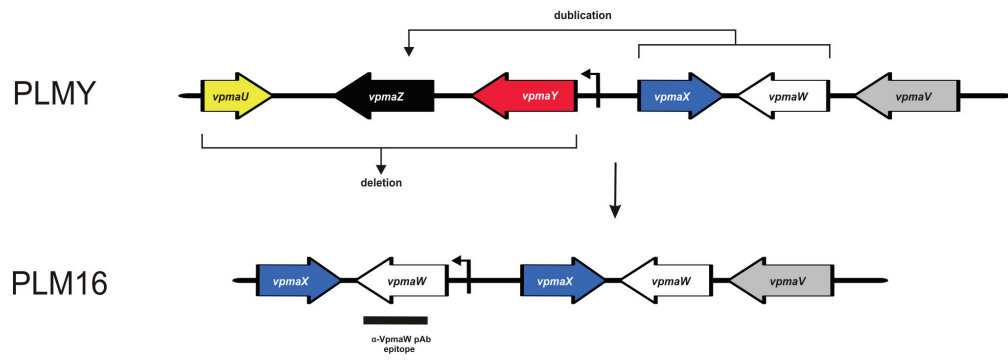 dublication
PLMY
vpmaU
vpmaZ
vpmaY
vpmaX
vpmaW
vpmaV
deletion
PLM16
vpmaX
vpmaW
vpmaX
vpmaW
vpmaV
α-VpmaW pAb
epitope